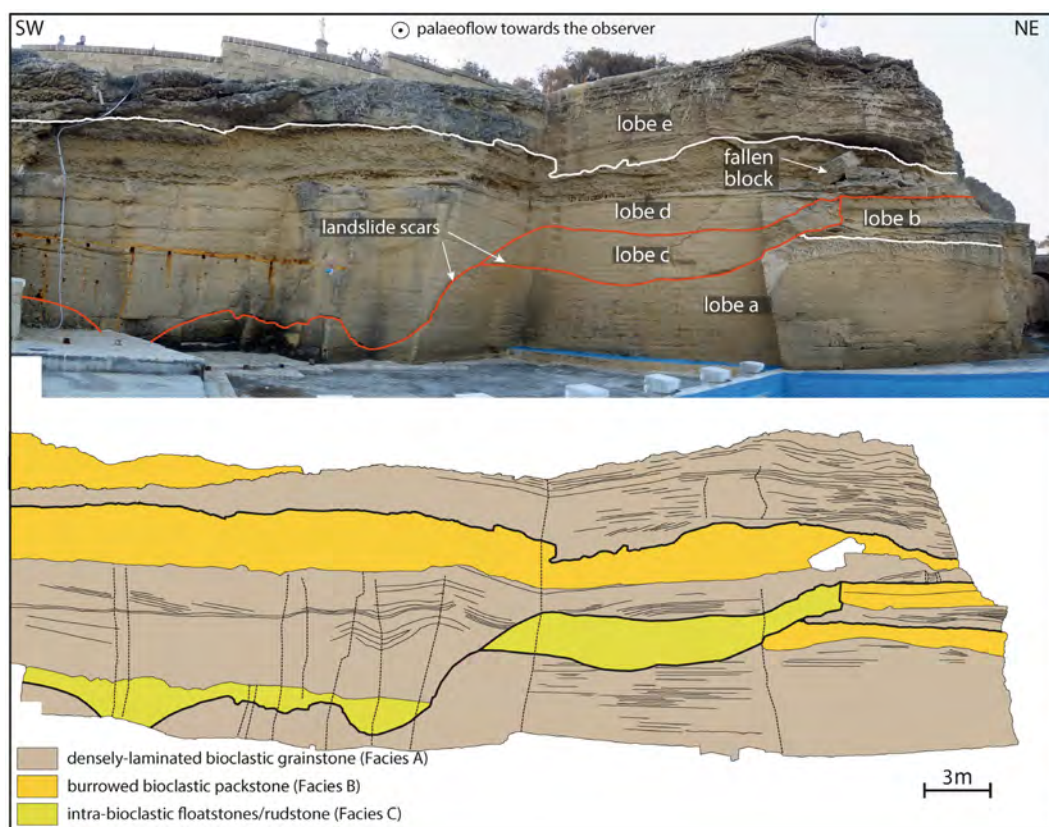 SW
palaeoflow towards the observer
NE
lobe e
fallen
block
lobe d
lobe b
landslide scars
lobe c
lobe a
densely-laminated bioclastic grainstone (Facies A)
burrowed bioclastic packstone (Facies B)
intra-bioclastic floatstones/rudstone (Facies C)
3m